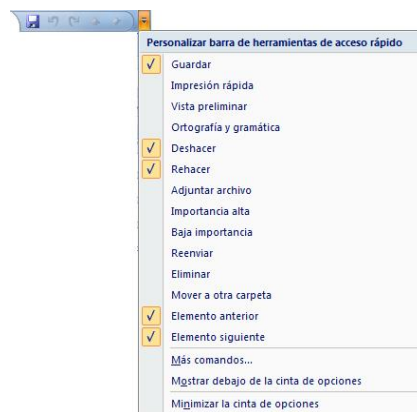 Personalizar barra de herramientas de acceso rápido
Guardar
Impresión rápida
Vista preliminar
Ortografía y gramática
Deshacer
Rehacer
Adjuntar archivo
Importancia alta
Baja importancia
Reenviar
Eliminar
Mover a otra carpeta
Elemento anterior
Elemento siguiente
Más comandos...
Mostrar debajo de la cinta de opciones
Minimizar la cinta de opciones